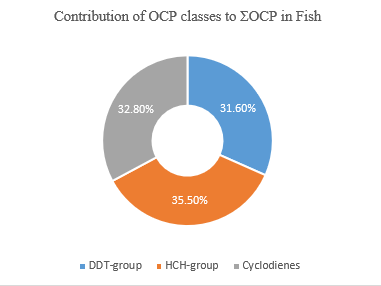 Contribution of OCP classes to ΣOCP in Fish
32.80%
31.60%
35.50%
DDT-group HCH-group Cyclodienes